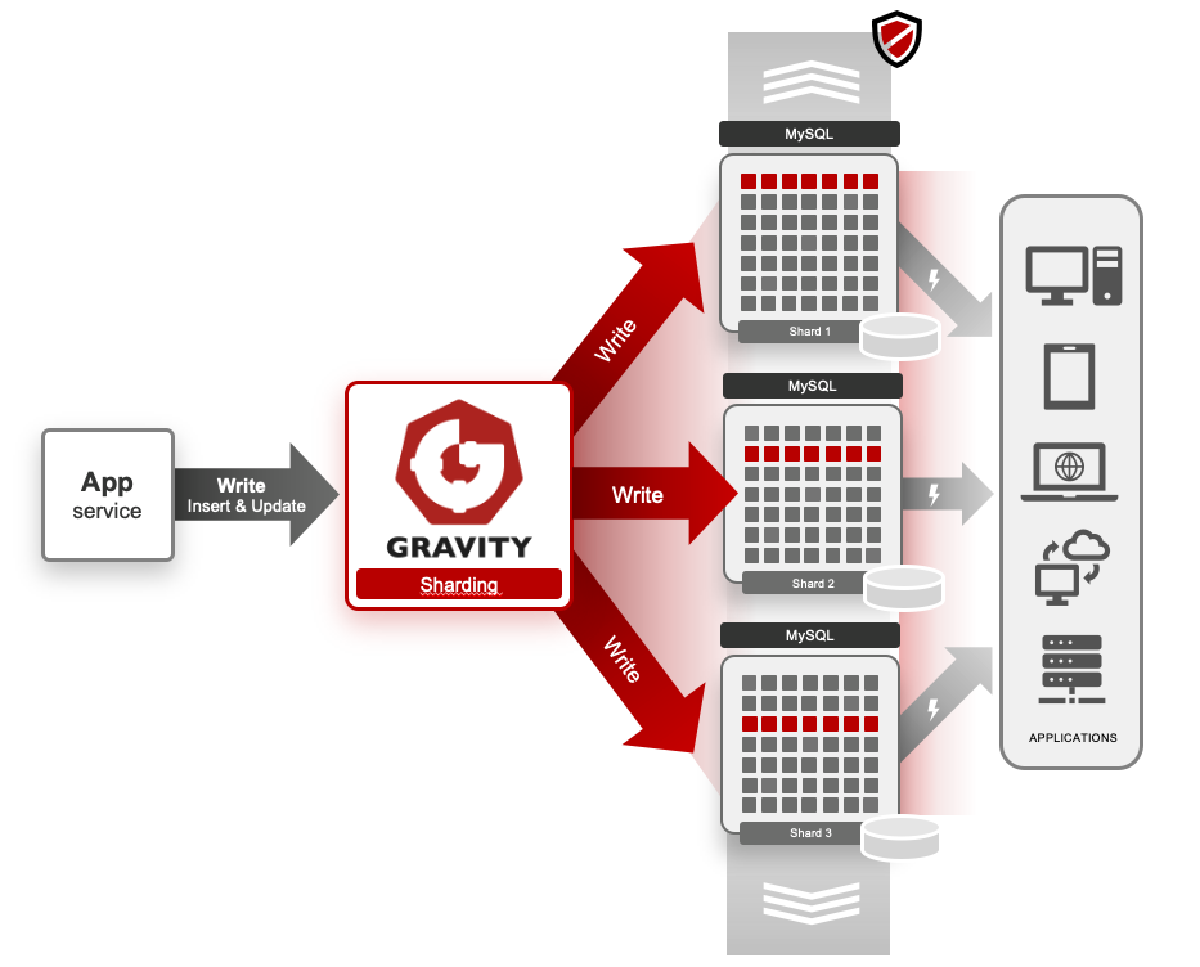 App
service
Write
Insert & Update
GRAVITY
Sharding
Write
Write
Write
MySQL
Shard 1
MySQL
Shard 2
MySQL
Shard 3
APPLICATIONS